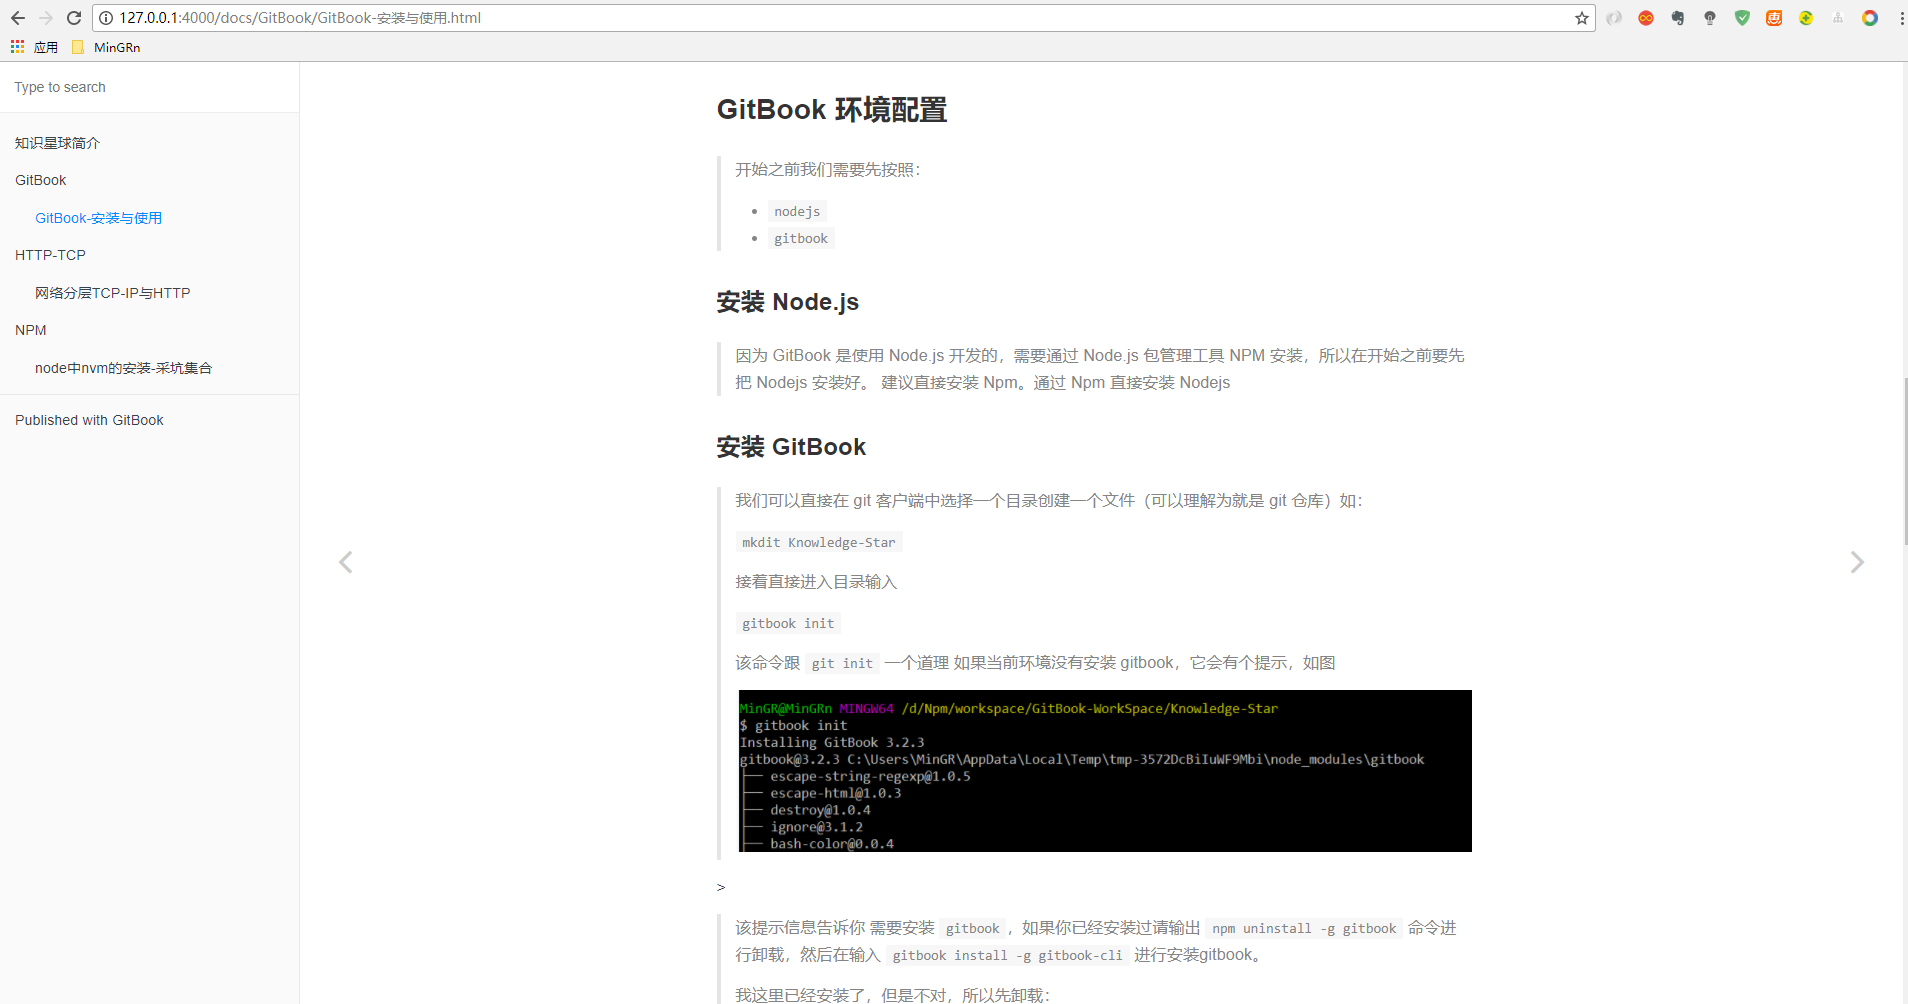 127.0.0.1:4000/docs/GitBook/GitBook-安装与使用.html
应用 MinGRn
Type to search
知识星球简介
GitBook
GitBook-安装与使用
HTTP-TCP
网络分层TCP-IP与HTTP
NPM
node中nvm的安装-采坑集合
Published with GitBook
GitBook 环境配置
开始之前我们需要先按照：
• nodejs
• gitbook
安装 Node.js
因为 GitBook 是使用 Node.js 开发的，需要通过 Node.js 包管理工具 NPM 安装，所以在开始之前要先
把 Nodejs 安装好。 建议直接安装 Npm。通过 Npm 直接安装 Nodejs
安装 GitBook
我们可以直接在 git 客户端中选择一个目录创建一个文件（可以理解为就是 git 仓库）如：
mkdit Knowledge-Star
接着直接进入目录输入
gitbook init
该命令跟 git init 一个道理 如果当前环境没有安装 gitbook，它会有个提示，如图
MinGR@MinGRn MINGW64 /d/Npm/workspace/GitBook-WorkSpace/Knowledge-Star
$ gitbook init
Installing GitBook 3.2.3
gitbook@3.2.3 C:\Users\MinGR\AppData\Local\Temp\tmp-3572DcBiIuWF9Mbi\node_modules\gitbook
├── escape-string-regexp@1.0.5
├── escape-html@1.0.3
├── destroy@1.0.4
├── ignore@3.1.2
├── bash-color@0.0.4
>
该提示信息告诉你 需要安装 gitbook ，如果你已经安装过请输出 npm uninstall -g gitbook 命令进
行卸载，然后在输入 gitbook install -g gitbook-cli 进行安装gitbook。
我这里已经安装了，但是不对，所以先卸载：